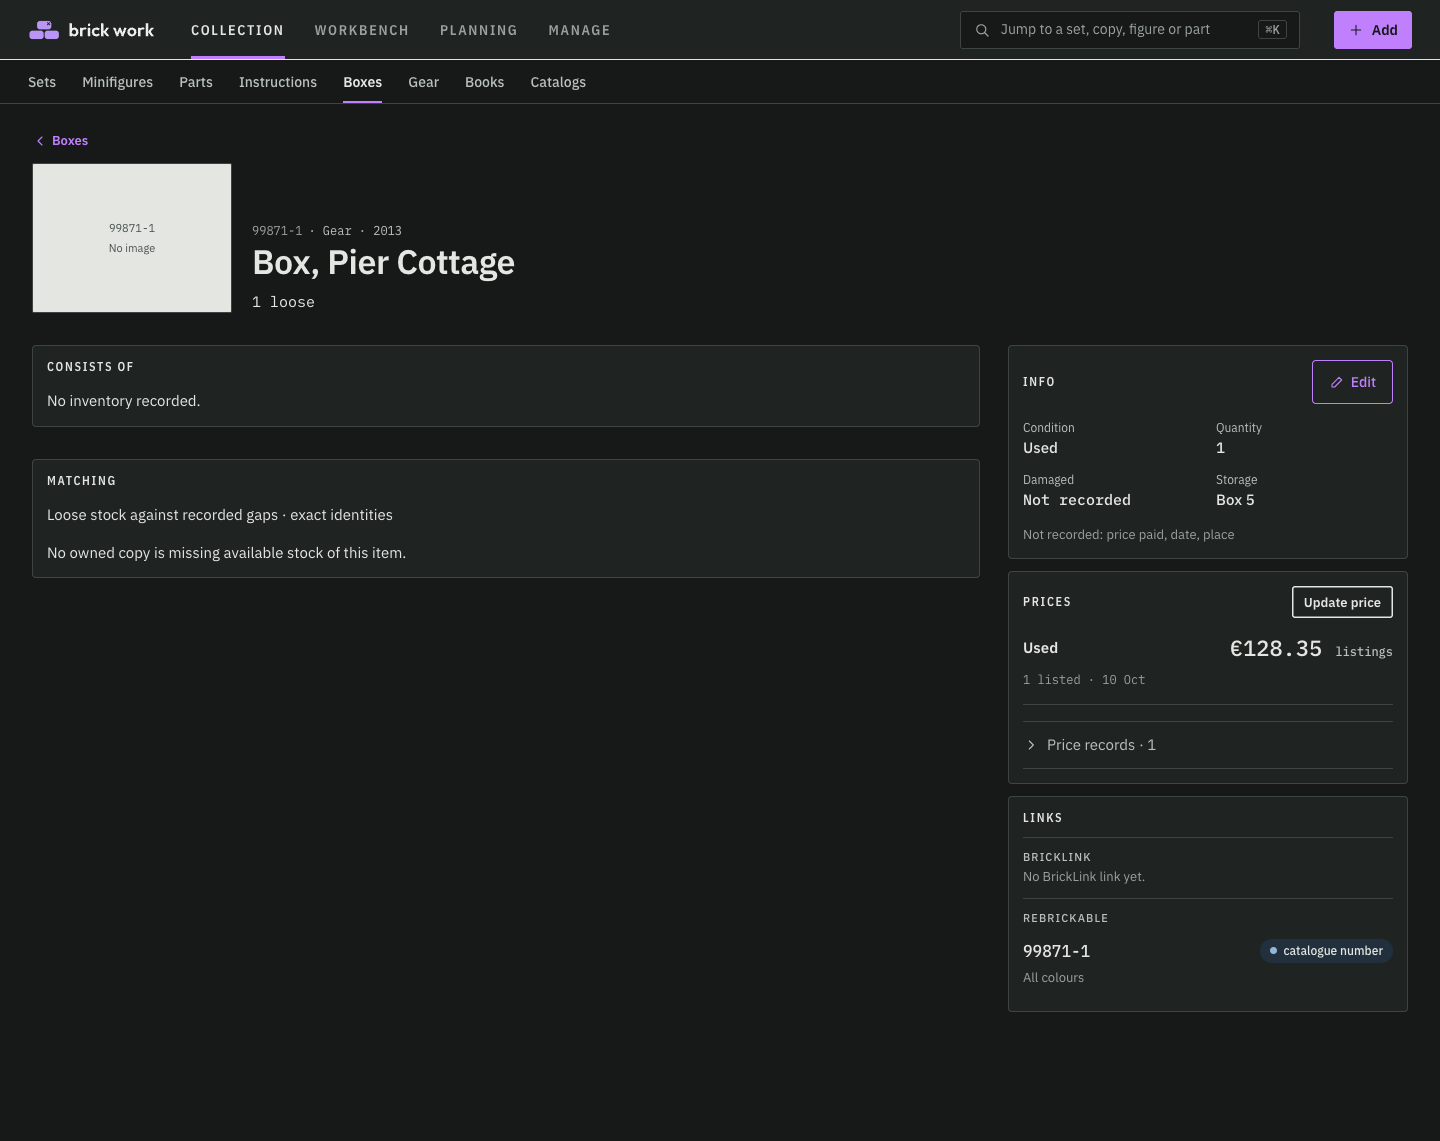 brick work
COLLECTION
WORKBENCH
PLANNING
MANAGE
Jump to a set, copy, figure or part
⌘K
Add
Sets
Minifigures
Parts
Instructions
Boxes
Gear
Books
Catalogs
Boxes
99871-1
No image
99871-1 · Gear · 2013
Box, Pier Cottage
1 loose
CONSISTS OF
No inventory recorded.
MATCHING
Loose stock against recorded gaps · exact identities
No owned copy is missing available stock of this item.
INFO
Edit
Condition
Used
Quantity
1
Damaged
Not recorded
Storage
Box 5
Not recorded: price paid, date, place
PRICES
Update price
Used
€128.35 listings
1 listed · 10 Oct
Price records · 1
LINKS
BRICKLINK
No BrickLink link yet.
REBRICKABLE
99871-1
catalogue number
All colours